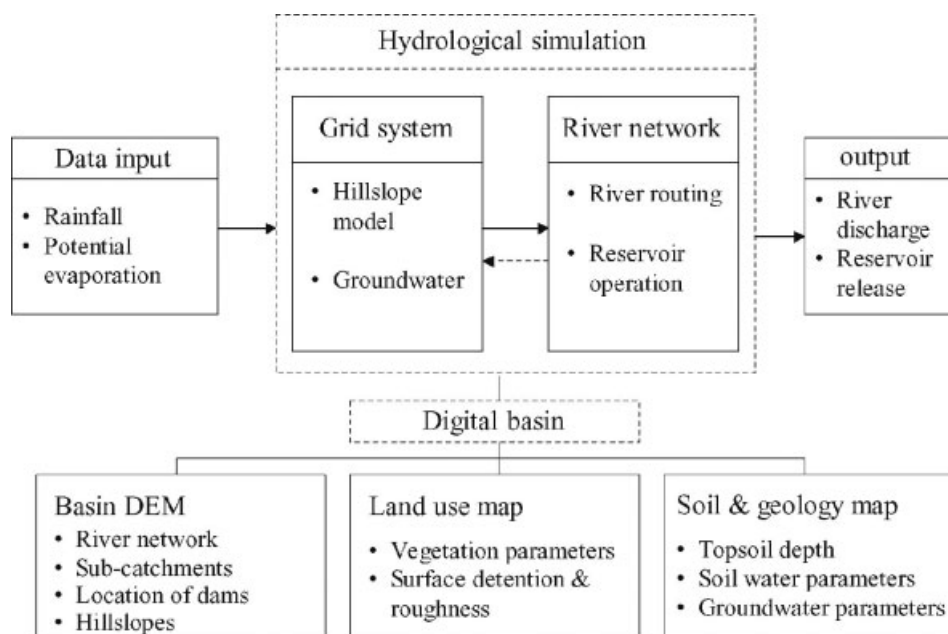 Hydrological simulation
Data input
• Rainfall
• Potential
evaporation
Grid system
• Hillslope
model
• Groundwater
River network
• River routing
• Reservoir
operation
output
• River
discharge
• Reservoir
release
Digital basin
Basin DEM
• River network
• Sub-catchments
• Location of dams
• Hillslopes
Land use map
• Vegetation parameters
• Surface detention &
roughness
Soil & geology map
• Topsoil depth
• Soil water parameters
• Groundwater parameters